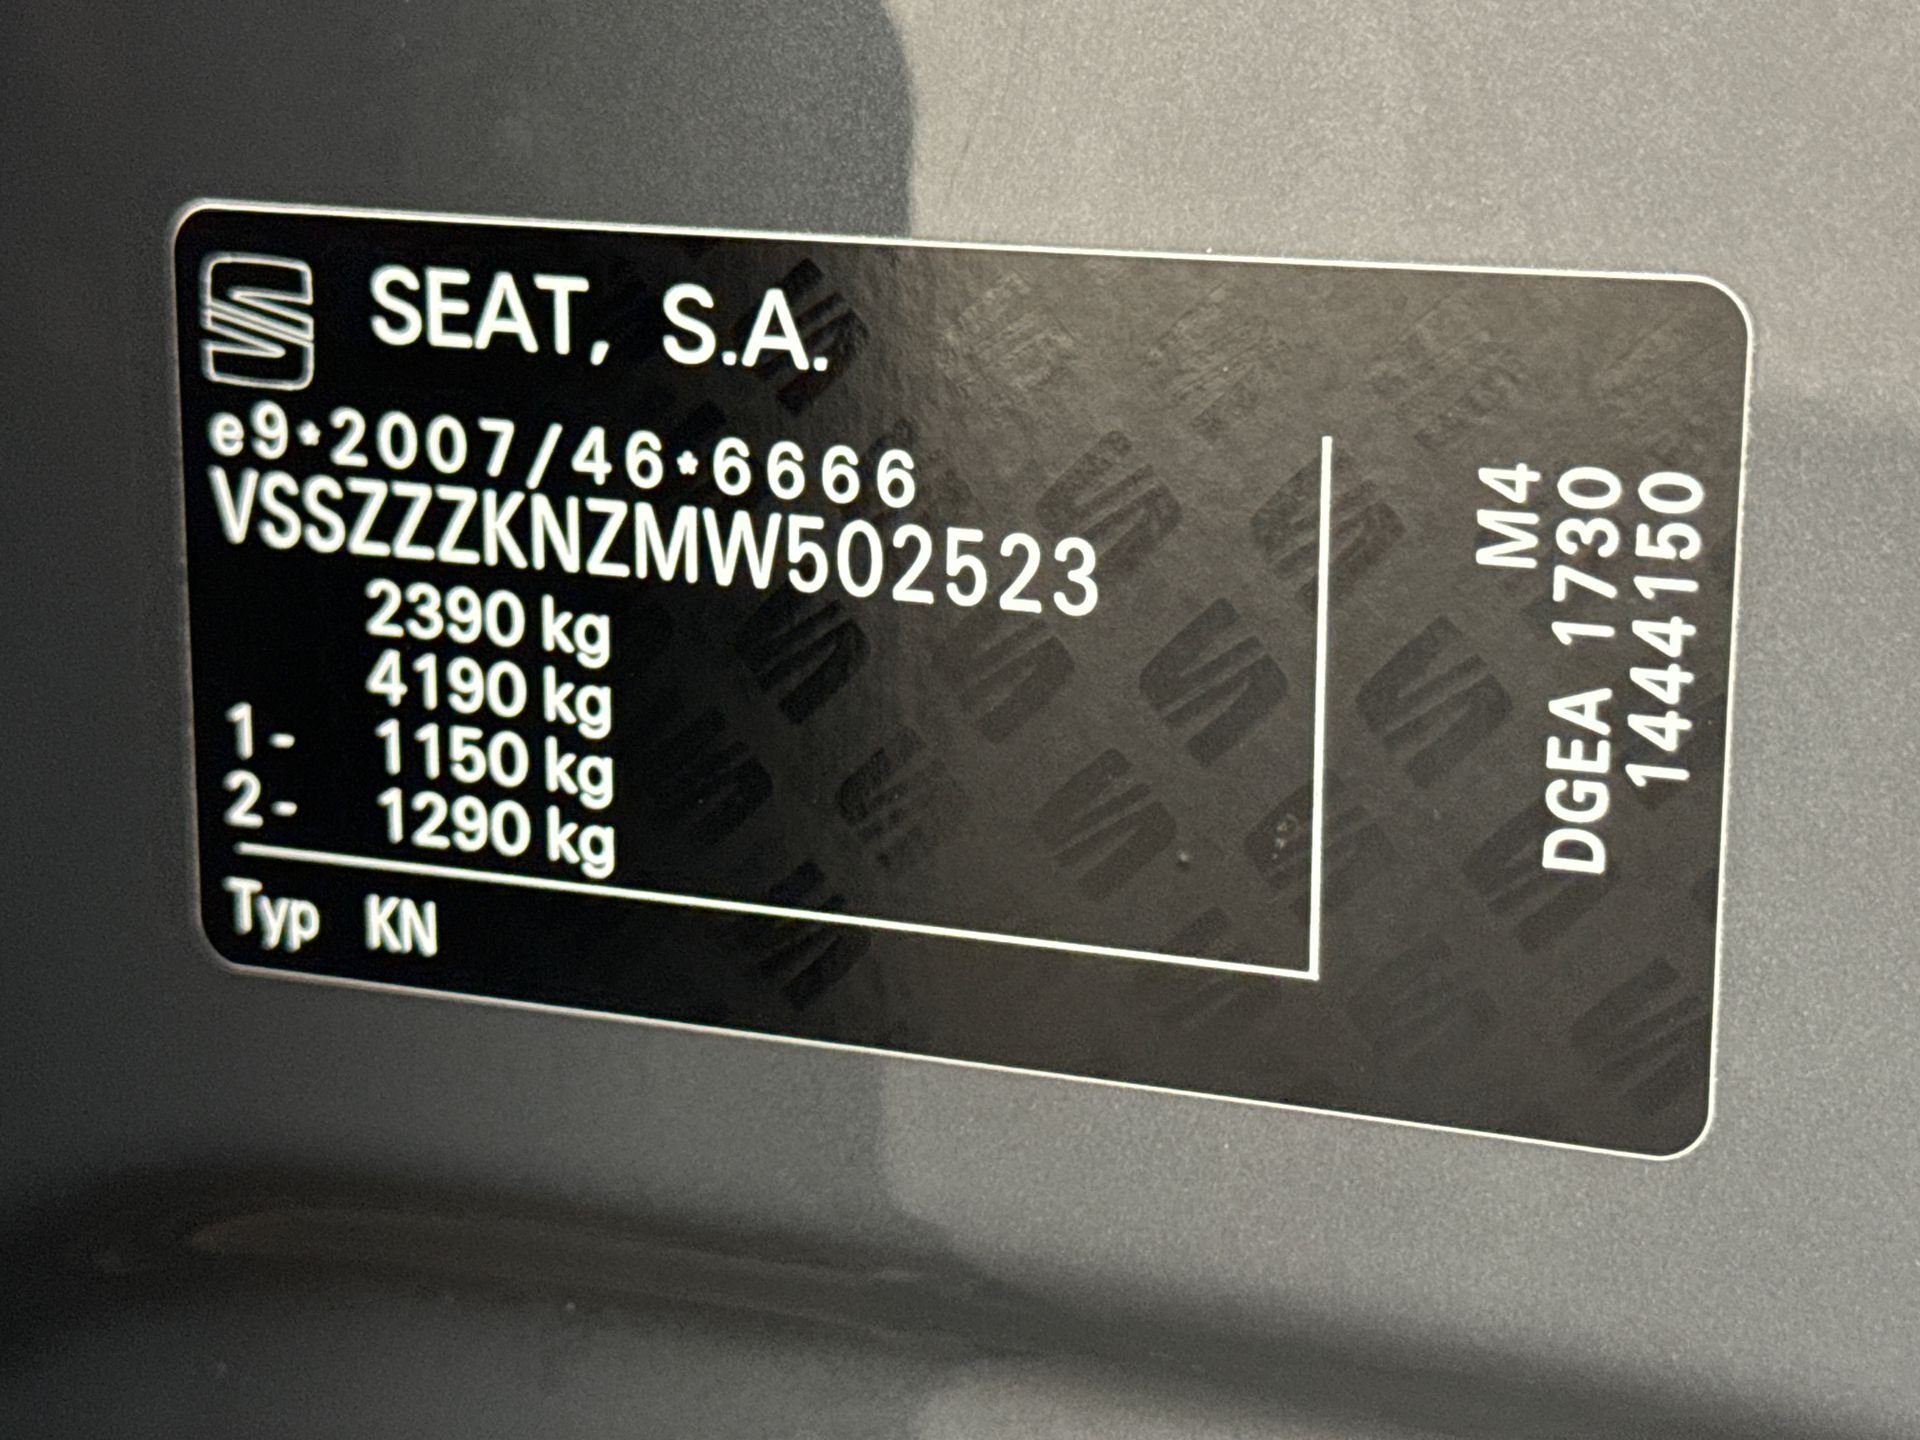 SEAT, S.A.
e9*2007/46*6666
VSSZZZKNZMW502523
2390 kg
4190 kg
1- 1150 kg
2- 1290 kg
Typ KN
M4
DGEA 1730
1444150